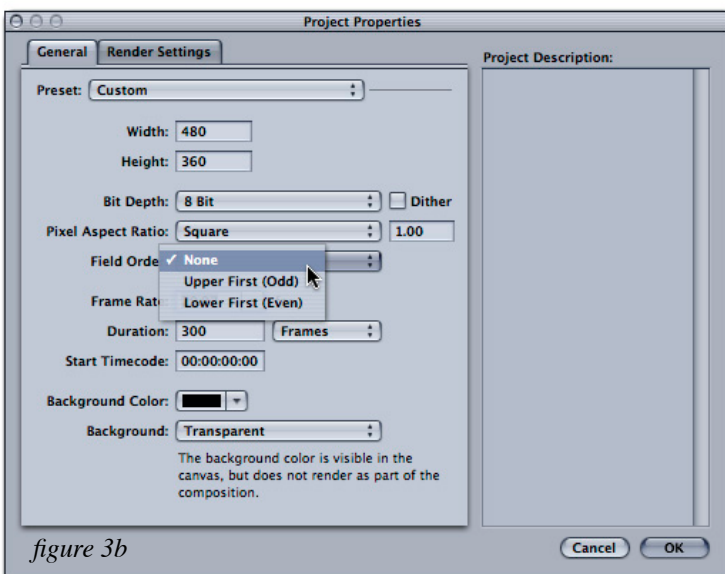 Project Properties
General Render Settings
Project Description:
Preset: Custom
Width: 480
Height: 360
Bit Depth: 8 Bit Dither
Pixel Aspect Ratio: Square 1.00
Field Orde ✓ None
Upper First (Odd)
Frame Rat Lower First (Even)
Duration: 300 Frames
Start Timecode: 00:00:00:00
Background Color:
Background: Transparent
The background color is visible in the
canvas, but does not render as part of the
composition.
figure 3b
Cancel OK